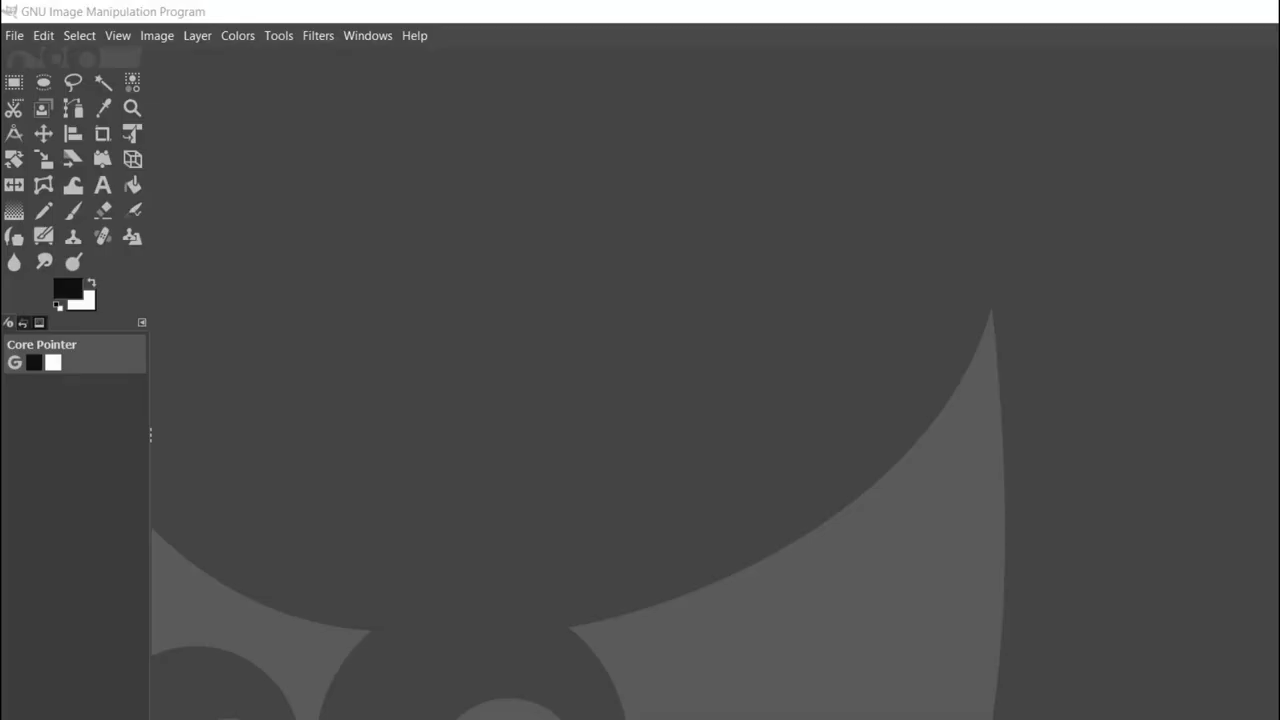 GNU Image Manipulation Program
File Edit Select View Image Layer Colors Tools Filters Windows Help
Core Pointer